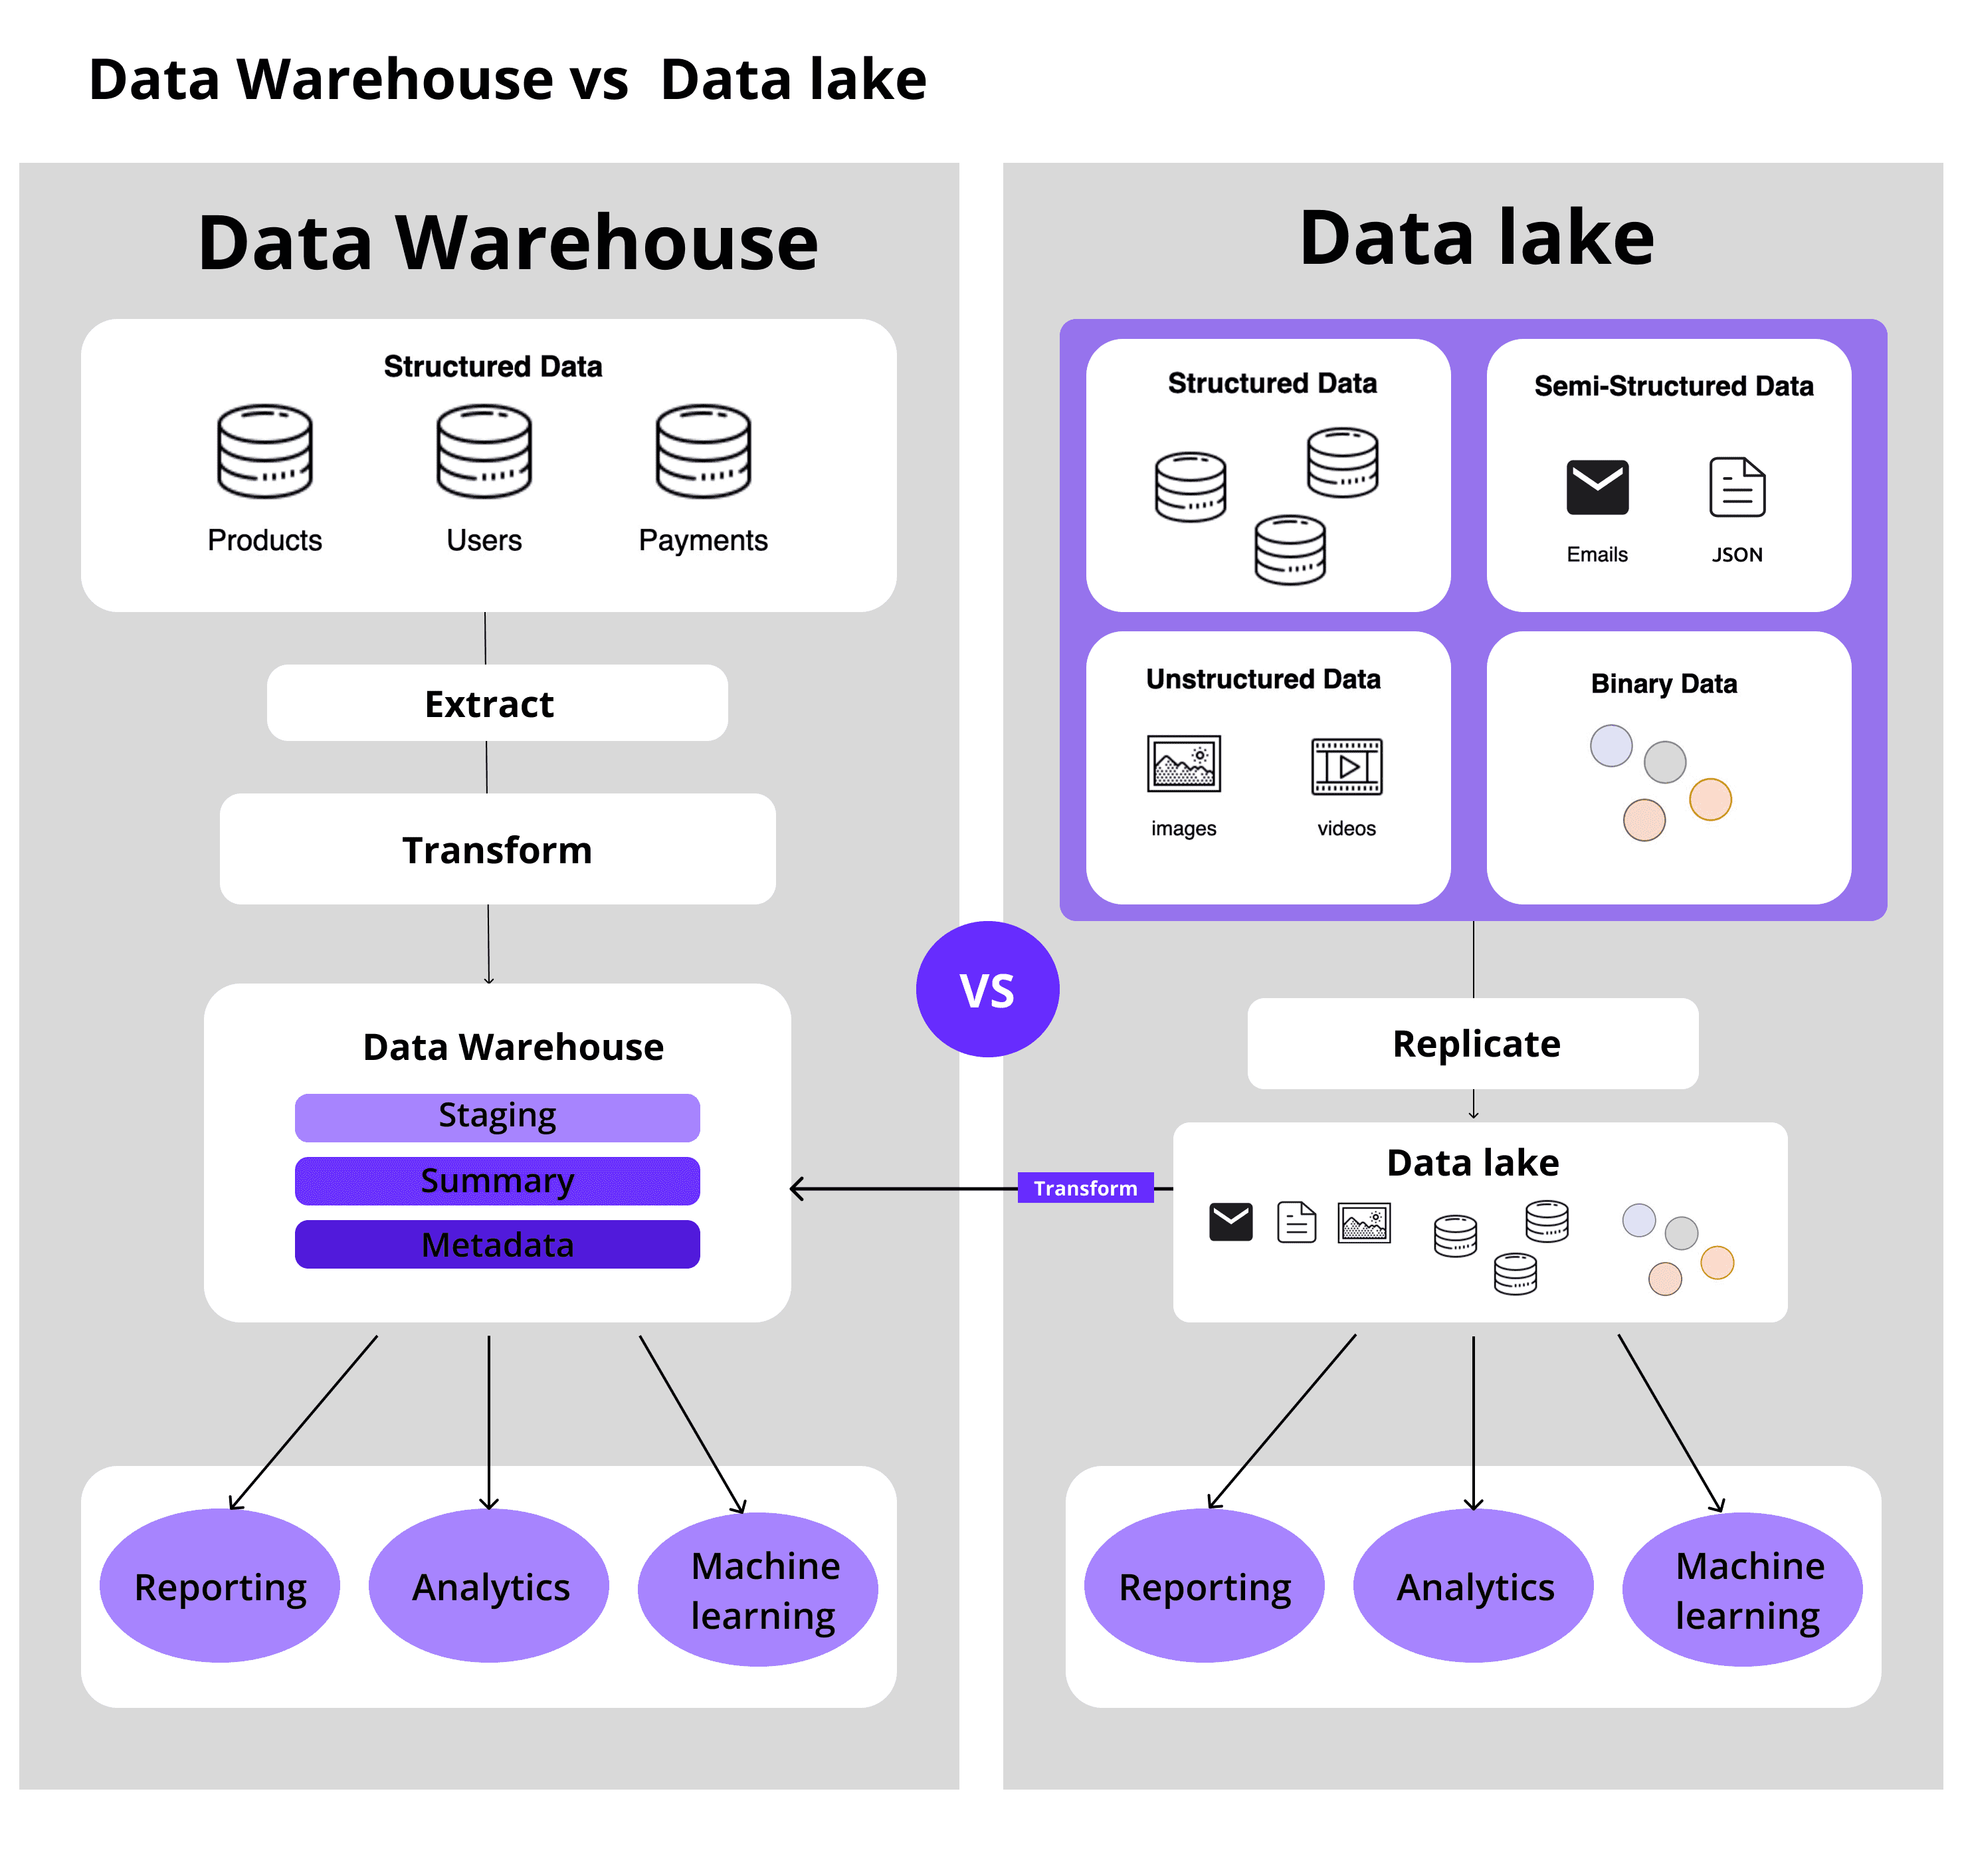 Data Warehouse vs Data lake
Data Warehouse
Structured Data
Products Users Payments
Extract
Transform
Data Warehouse
Staging
Summary
Metadata
Reporting
Analytics
Machine
learning
VS
Transform
Data lake
Structured Data
Semi-Structured Data
Emails JSON
Unstructured Data
images videos
Binary Data
Replicate
Data lake
Reporting
Analytics
Machine
learning